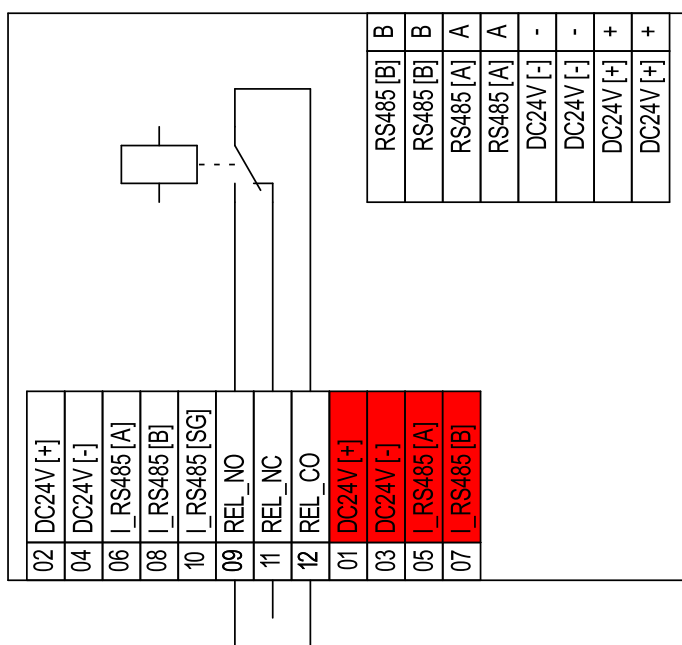 B
B
A
A
-
-
+
+
RS485 [B]
RS485 [B]
RS485 [A]
RS485 [A]
DC24V [-]
DC24V [-]
DC24V [+]
DC24V [+]
DC24V [+]
DC24V [-]
I_RS485 [A]
I_RS485 [B]
I_RS485 [SG]
REL_NO
REL_NC
REL_CO
DC24V [+]
DC24V [-]
I_RS485 [A]
I_RS485 [B]
02
04
06
08
10
09
11
12
01
03
05
07